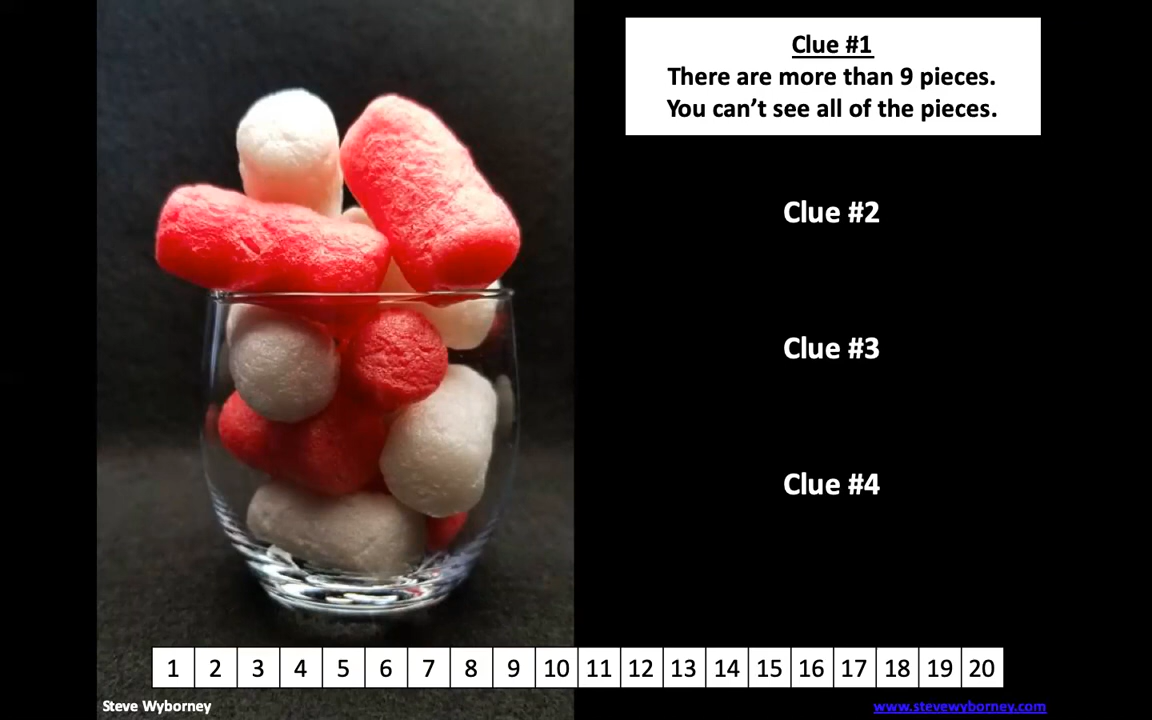 Clue #1
There are more than 9 pieces.
You can’t see all of the pieces.
Clue #2
Clue #3
Clue #4
1 2 3 4 5 6 7 8 9 10 11 12 13 14 15 16 17 18 19 20
Steve Wyborney
www.stevewyborney.com